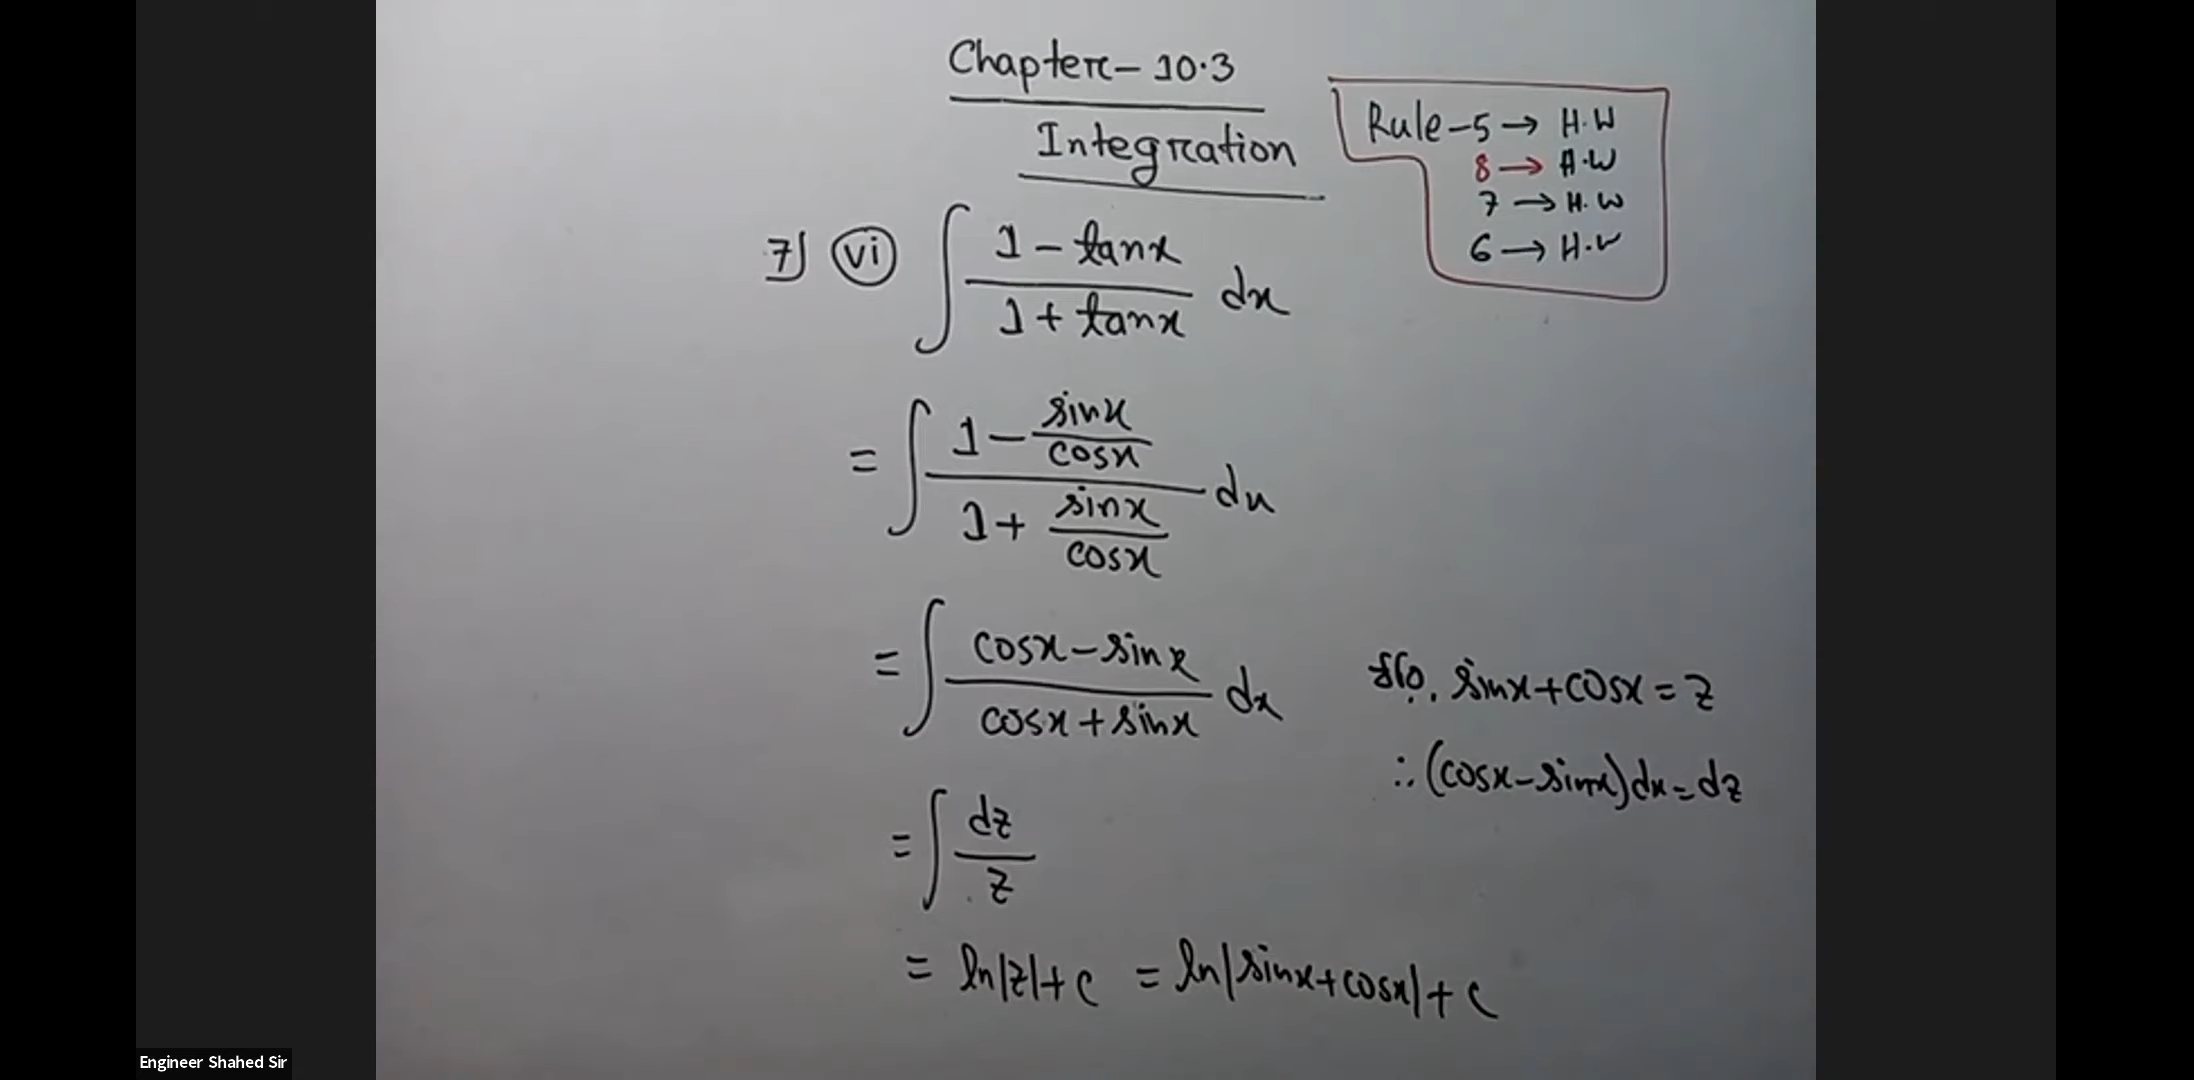 Chapter - 10.3
Integration
Rule - 5 → H.W
8 → A.W
7 → H.W
6 → H.W
7) (vi) ∫ (1 - tanx)/(1 + tanx) dx
= ∫ (1 - sinx/cosx)/(1 + sinx/cosx) dx
= ∫ (cosx - sinx)/(cosx + sinx) dx
ধরি, sinx + cosx = z
∴ (cosx - sinx) dx = dz
= ∫ dz/z
= ln|z| + c = ln|sinx + cosx| + c
Engineer Shahed Sir